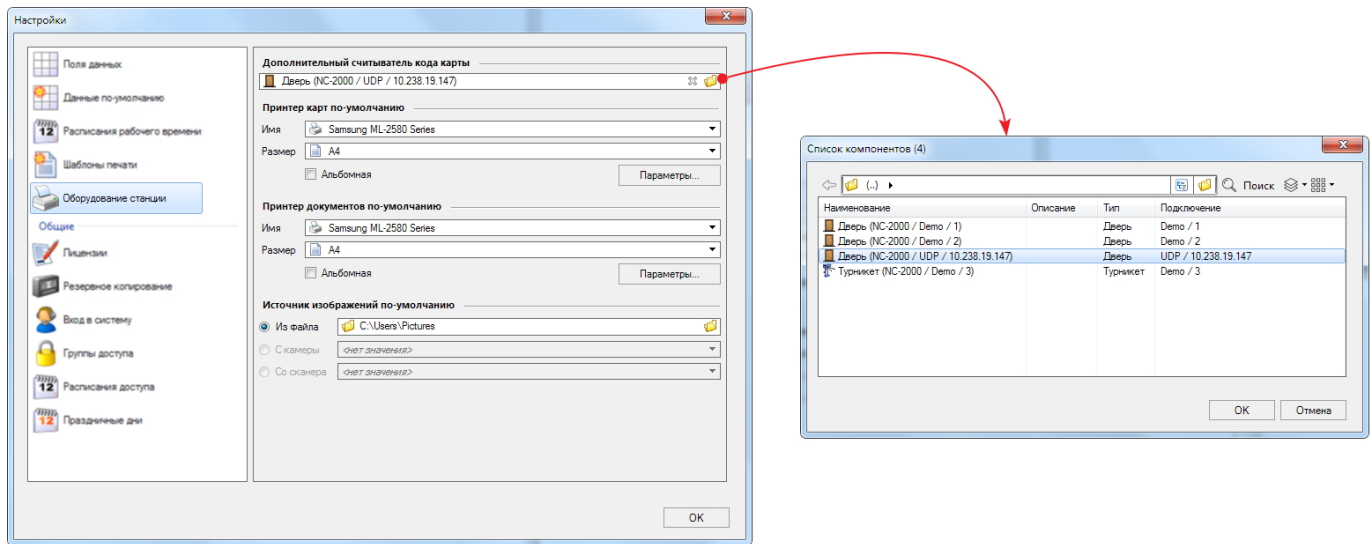 Настройки
Поля данных
Данные по-умолчанию
Расписания рабочего времени
Шаблоны печати
Оборудование станции
Общие
Лицензии
Резервное копирование
Вход в систему
Группы доступа
Расписания доступа
Праздничные дни
Дополнительный считыватель кода карты
Дверь (NC-2000 / UDP / 10.238.19.147)
Принтер карт по-умолчанию
Имя Samsung ML-2580 Series
Размер A4
Альбомная Параметры...
Принтер документов по-умолчанию
Имя Samsung ML-2580 Series
Размер A4
Альбомная Параметры...
Источник изображений по-умолчанию
Из файла C:\Users\Pictures
С камеры <нет значения>
Со сканера <нет значения>
OK
Список компонентов (4)
(..) Поиск
Наименование Описание Тип Подключение
Дверь (NC-2000 / Demo / 1) Дверь Demo / 1
Дверь (NC-2000 / Demo / 2) Дверь Demo / 2
Дверь (NC-2000 / UDP / 10.238.19.147) Дверь UDP / 10.238.19.147
Турникет (NC-2000 / Demo / 3) Турникет Demo / 3
OK Отмена